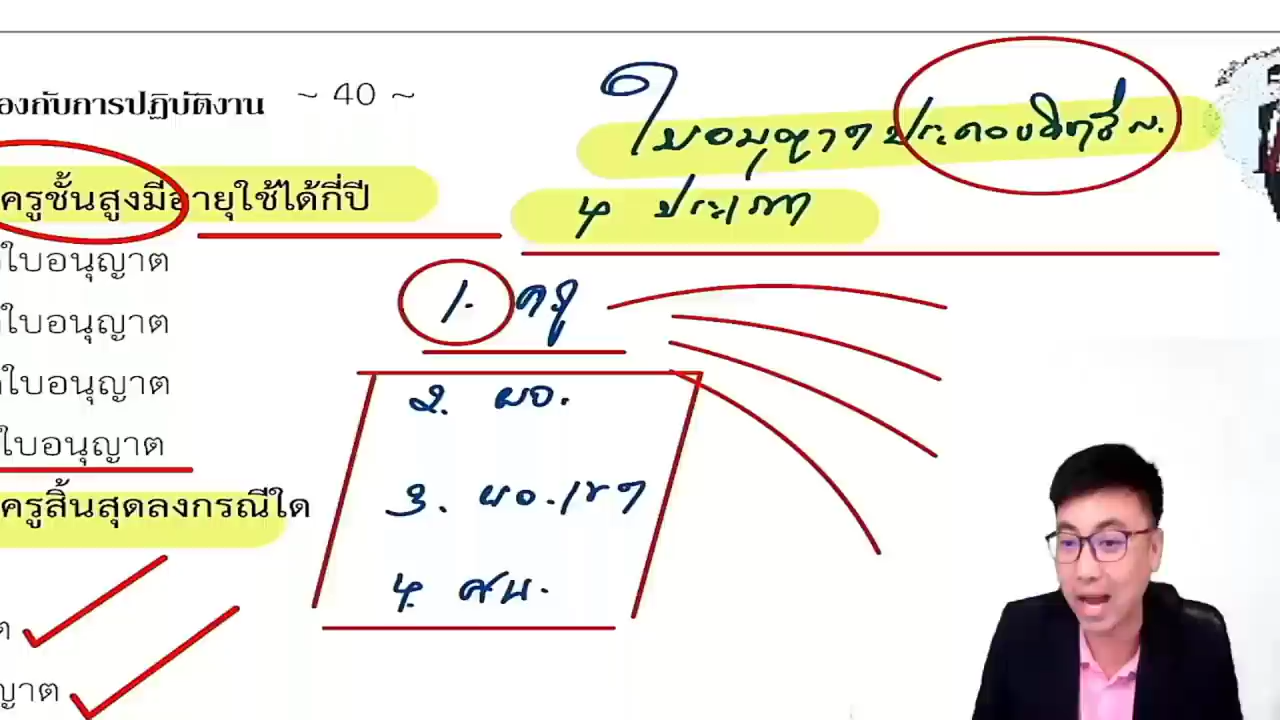 องกับการปฏิบัติงาน ~ 40 ~
ใบอนุญาตประกอบวิชาชีพ
4 ประเภท
ครูชั้นสูงมีอายุใช้ได้กี่ปี
ใบอนุญาต
1. ครู
ใบอนุญาต
ใบอนุญาต
2. ผอ.
ใบอนุญาต
3. ผอ.เขต
ครูสิ้นสุดลงกรณีใด
4. ศน.
ญาต